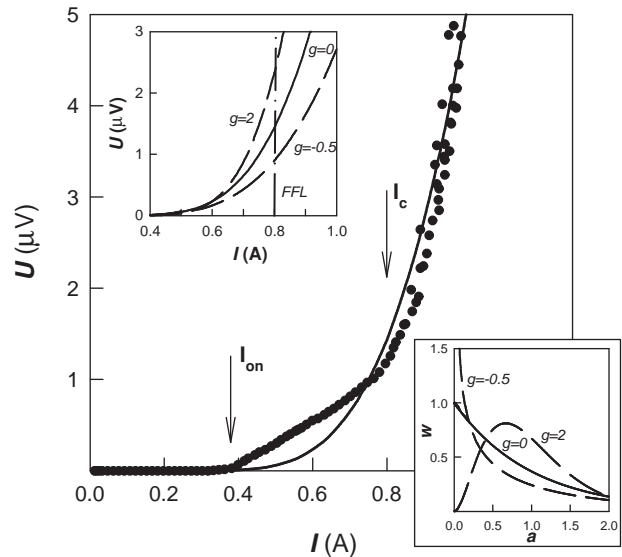 5
4
3
2
1
0
U (μV)
0.0 0.2 0.4 0.6 0.8
I (A)
I_on
I_c
3
2
1
0
U (μV)
0.4 0.6 0.8 1.0
I (A)
g=0
g=2
g=-0.5
FFL
1.5
1.0
0.5
0.0
w
0.0 0.5 1.0 1.5 2.0
a
g=-0.5
g=0
g=2